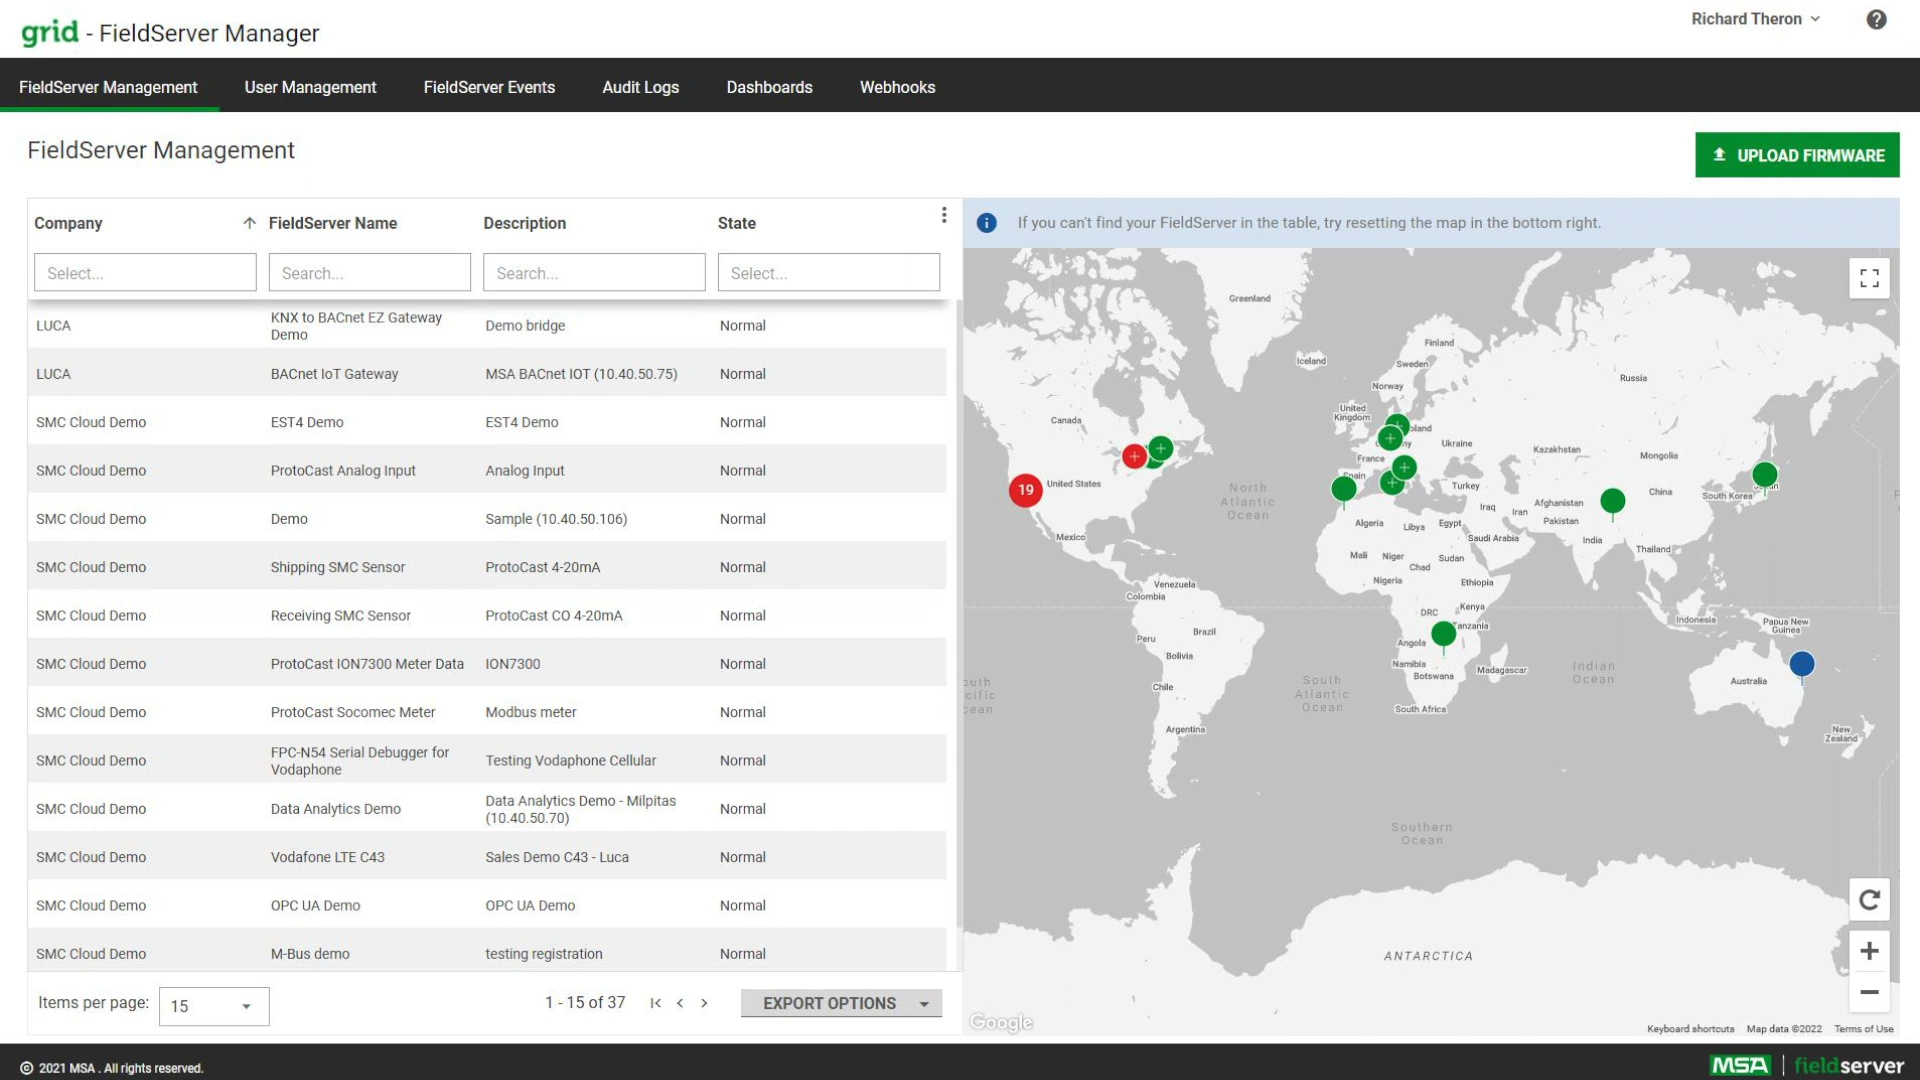 grid - FieldServer Manager
Richard Theron
FieldServer Management
User Management
FieldServer Events
Audit Logs
Dashboards
Webhooks
FieldServer Management
UPLOAD FIRMWARE
Company
FieldServer Name
Description
State
Select...
Search...
Search...
Select...
LUCA
KNX to BACnet EZ Gateway
Demo
Demo bridge
Normal
LUCA
BACnet IoT Gateway
MSA BACnet IOT (10.40.50.75)
Normal
SMC Cloud Demo
EST4 Demo
EST4 Demo
Normal
SMC Cloud Demo
ProtoCast Analog Input
Analog Input
Normal
SMC Cloud Demo
Demo
Sample (10.40.50.106)
Normal
SMC Cloud Demo
Shipping SMC Sensor
ProtoCast 4-20mA
Normal
SMC Cloud Demo
Receiving SMC Sensor
ProtoCast CO 4-20mA
Normal
SMC Cloud Demo
ProtoCast ION7300 Meter Data
ION7300
Normal
SMC Cloud Demo
ProtoCast Socomec Meter
Modbus meter
Normal
SMC Cloud Demo
FPC-N54 Serial Debugger for
Vodaphone
Testing Vodaphone Cellular
Normal
SMC Cloud Demo
Data Analytics Demo
Data Analytics Demo - Milpitas
(10.40.50.70)
Normal
SMC Cloud Demo
Vodafone LTE C43
Sales Demo C43 - Luca
Normal
SMC Cloud Demo
OPC UA Demo
OPC UA Demo
Normal
SMC Cloud Demo
M-Bus demo
testing registration
Normal
Items per page:
15
1 - 15 of 37
EXPORT OPTIONS
If you can't find your FieldServer in the table, try resetting the map in the bottom right.
Greenland
Iceland
Finland
Sweden
Norway
Russia
United
Kingdom
Canada
Ukraine
France
Kazakhstan
Mongolia
United States
19
North
Atlantic
Ocean
Turkey
China
South Korea
Iraq
Iran
Afghanistan
Pakistan
Algeria
Libya
Egypt
Saudi Arabia
India
Mexico
Thailand
Mali
Niger
Chad
Sudan
Nigeria
Ethiopia
Venezuela
Colombia
DRC
Kenya
Indonesia
Papua New
Guinea
Peru
Brazil
Angola
Bolivia
Namibia
Botswana
Madagascar
Indian
Ocean
Australia
Chile
South
Atlantic
Ocean
South Africa
Argentina
New
Zealand
Southern
Ocean
ANTARCTICA
Google
Keyboard shortcuts
Map data ©2022
Terms of Use
© 2021 MSA . All rights reserved.
MSA
fieldserver